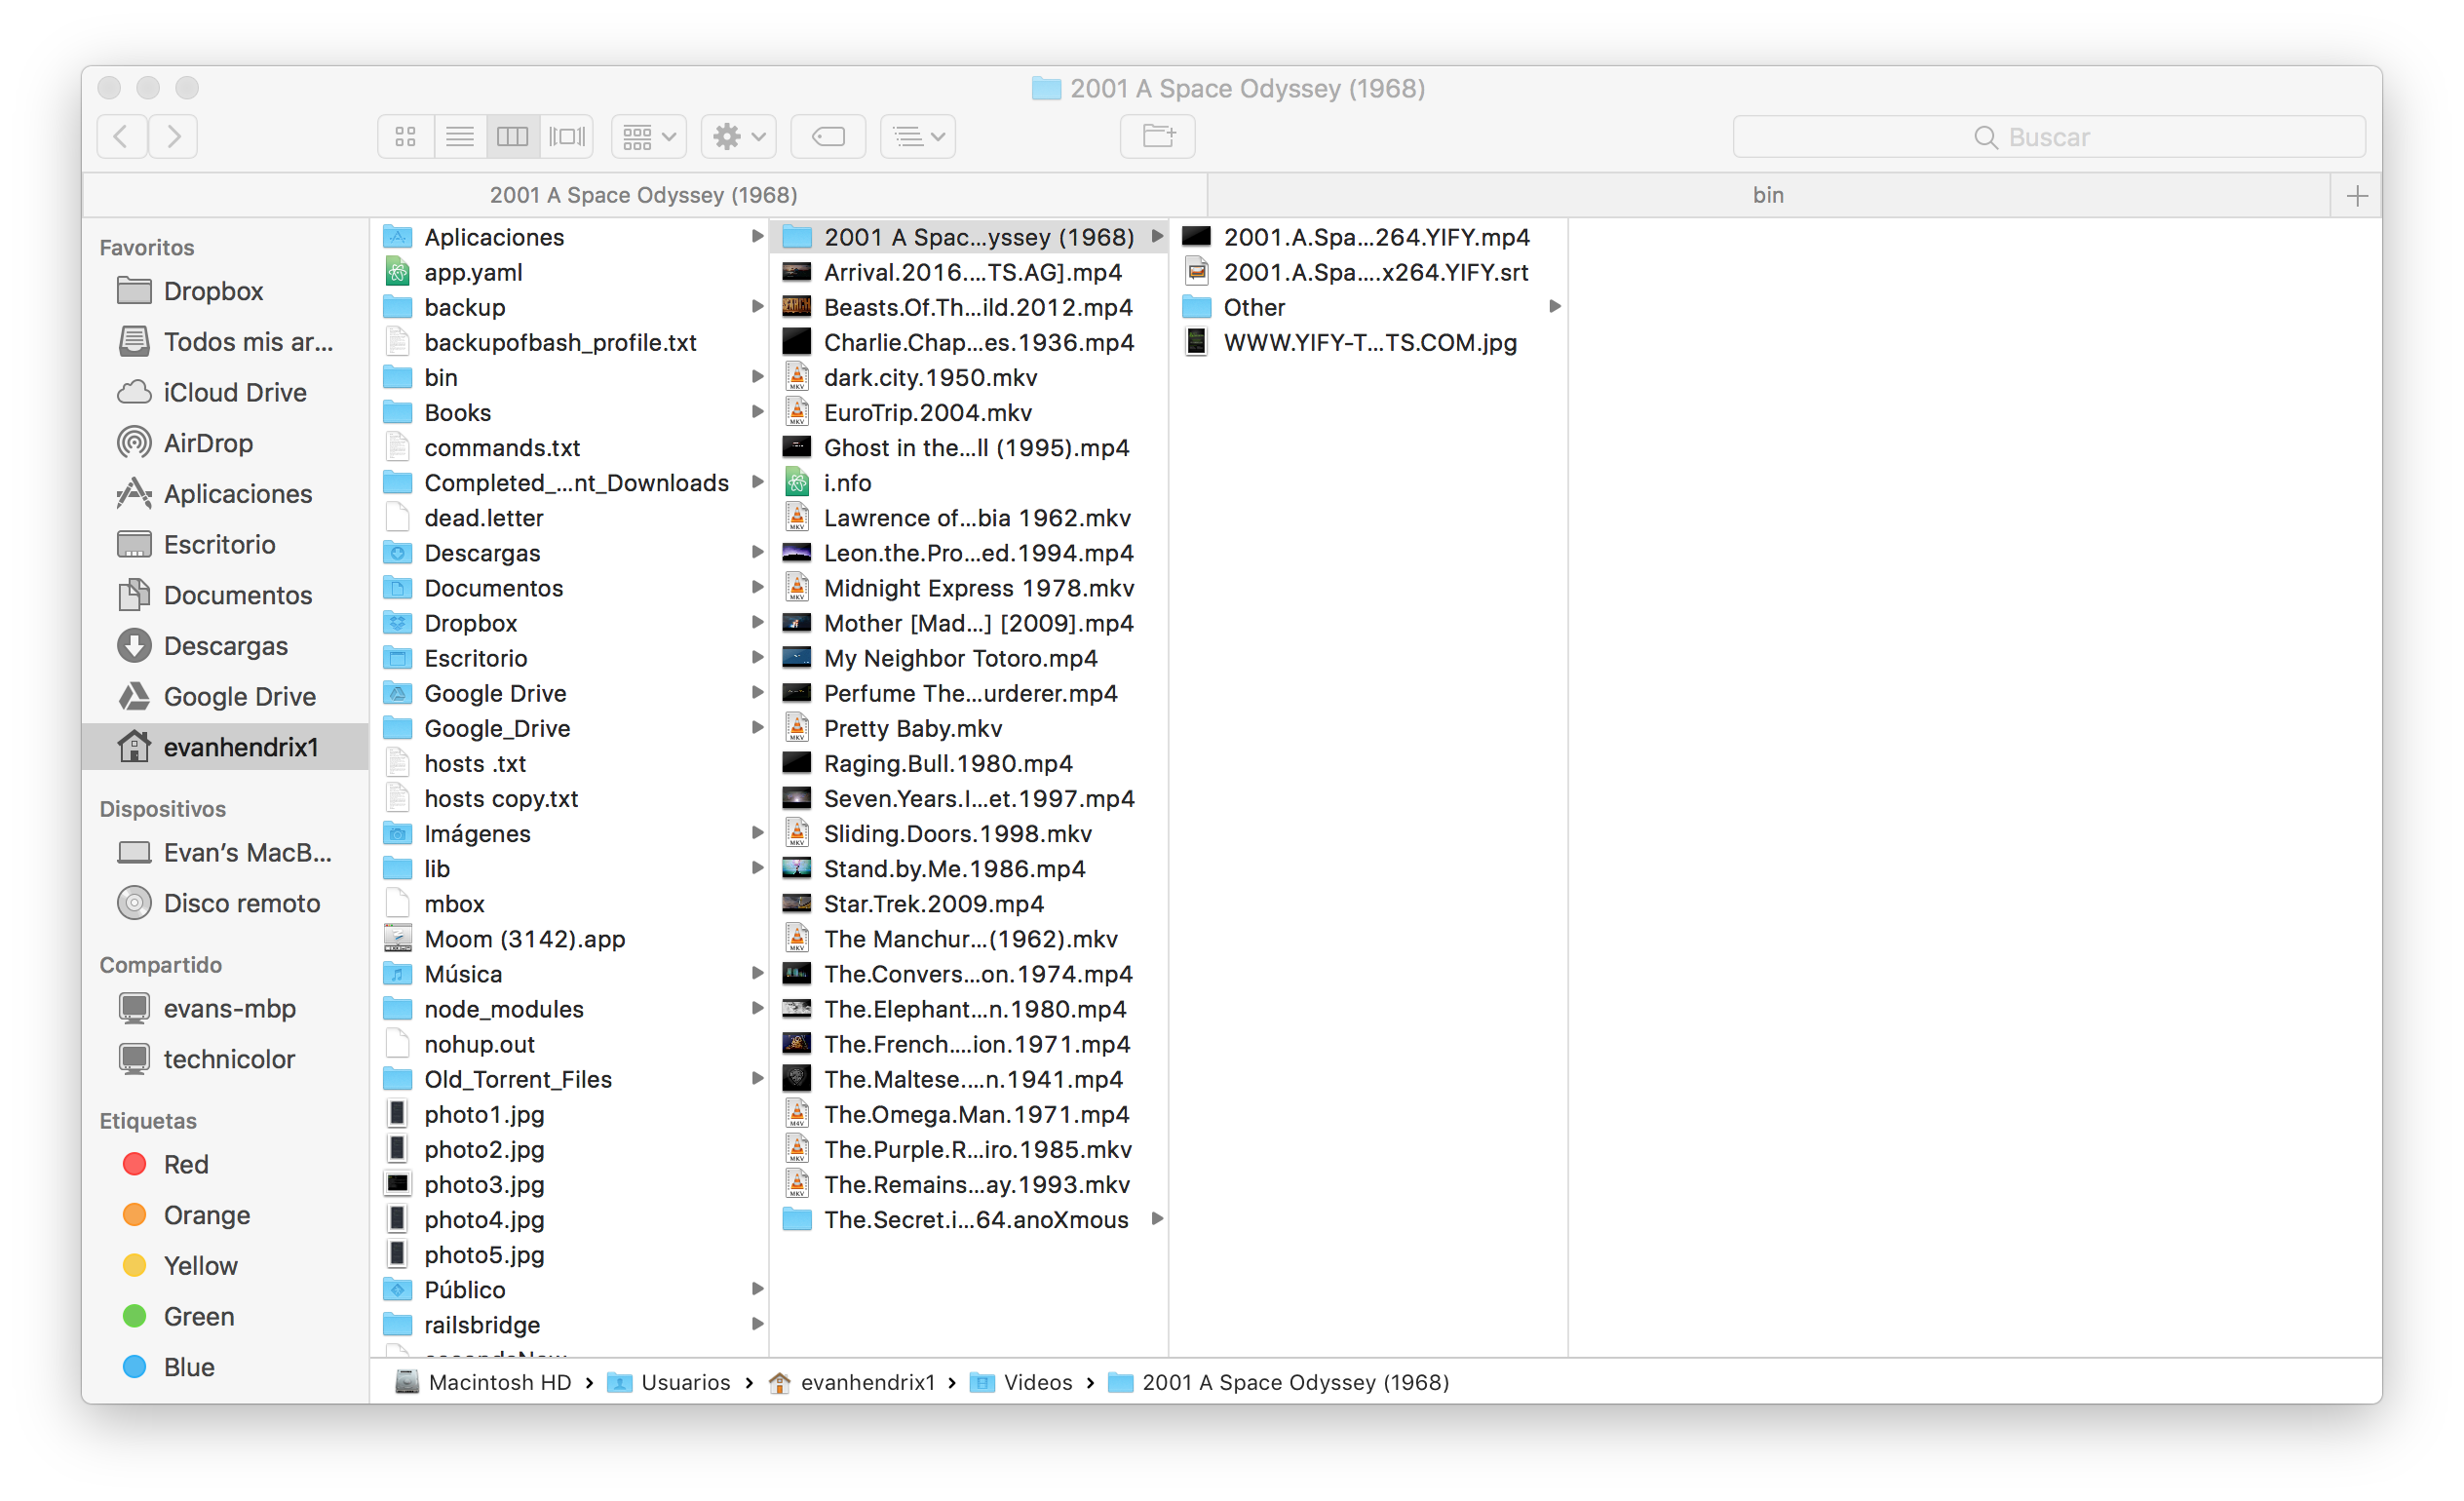 2001 A Space Odyssey (1968)
Buscar
2001 A Space Odyssey (1968)
bin
Favoritos
Dropbox
Todos mis ar...
iCloud Drive
AirDrop
Aplicaciones
Escritorio
Documentos
Descargas
Google Drive
evanhendrix1
Dispositivos
Evan’s MacB...
Disco remoto
Compartido
evans-mbp
technicolor
Etiquetas
Red
Orange
Yellow
Green
Blue
Aplicaciones
app.yaml
backup
backupofbash_profile.txt
bin
Books
commands.txt
Completed_...nt_Downloads
dead.letter
Descargas
Documentos
Dropbox
Escritorio
Google Drive
Google_Drive
hosts .txt
hosts copy.txt
Imágenes
lib
mbox
Moom (3142).app
Música
node_modules
nohup.out
Old_Torrent_Files
photo1.jpg
photo2.jpg
photo3.jpg
photo4.jpg
photo5.jpg
Público
railsbridge
2001 A Spac...yssey (1968)
Arrival.2016....TS.AG].mp4
Beasts.Of.Th...ild.2012.mp4
Charlie.Chap...es.1936.mp4
dark.city.1950.mkv
EuroTrip.2004.mkv
Ghost in the...ll (1995).mp4
i.nfo
Lawrence of...bia 1962.mkv
Leon.the.Pro...ed.1994.mp4
Midnight Express 1978.mkv
Mother [Mad...] [2009].mp4
My Neighbor Totoro.mp4
Perfume The...urderer.mp4
Pretty Baby.mkv
Raging.Bull.1980.mp4
Seven.Years.I...et.1997.mp4
Sliding.Doors.1998.mkv
Stand.by.Me.1986.mp4
Star.Trek.2009.mp4
The Manchur...(1962).mkv
The.Convers...on.1974.mp4
The.Elephant...n.1980.mp4
The.French....ion.1971.mp4
The.Maltese....n.1941.mp4
The.Omega.Man.1971.mp4
The.Purple.R...iro.1985.mkv
The.Remains...ay.1993.mkv
The.Secret.i...64.anoXmous
2001.A.Spa...264.YIFY.mp4
2001.A.Spa....x264.YIFY.srt
Other
WWW.YIFY-T...TS.COM.jpg
Macintosh HD › Usuarios › evanhendrix1 › Videos › 2001 A Space Odyssey (1968)